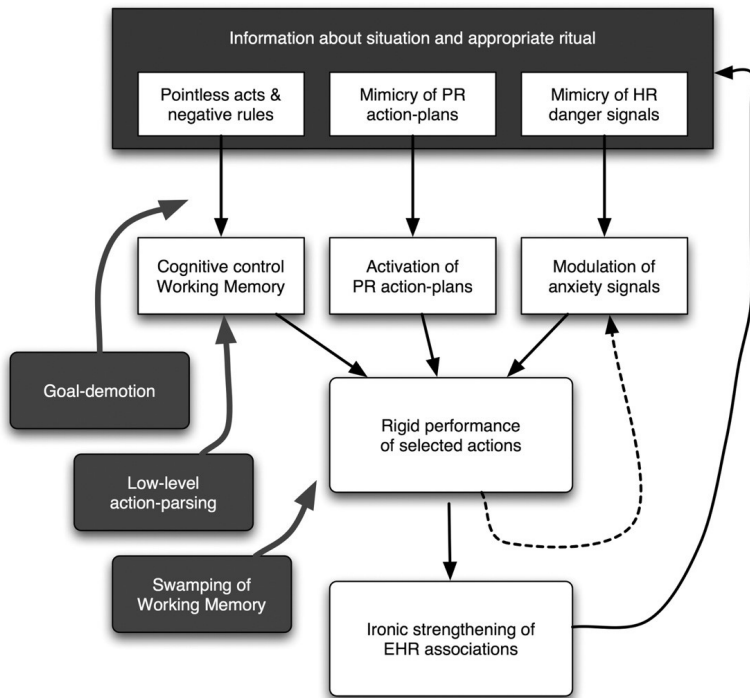 Information about situation and appropriate ritual
Pointless acts &
negative rules
Mimicry of PR
action-plans
Mimicry of HR
danger signals
Cognitive control
Working Memory
Activation of
PR action-plans
Modulation of
anxiety signals
Goal-demotion
Rigid performance
of selected actions
Low-level
action-parsing
Swamping of
Working Memory
Ironic strengthening of
EHR associations